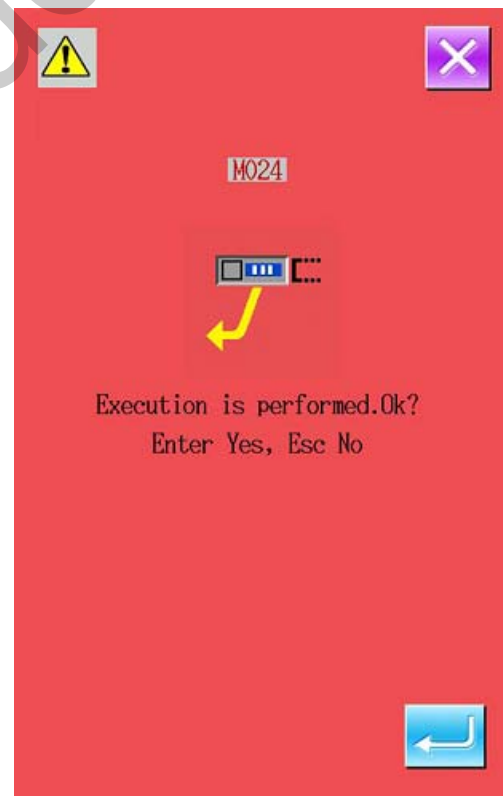 M024
Execution is performed.Ok?
Enter Yes, Esc No